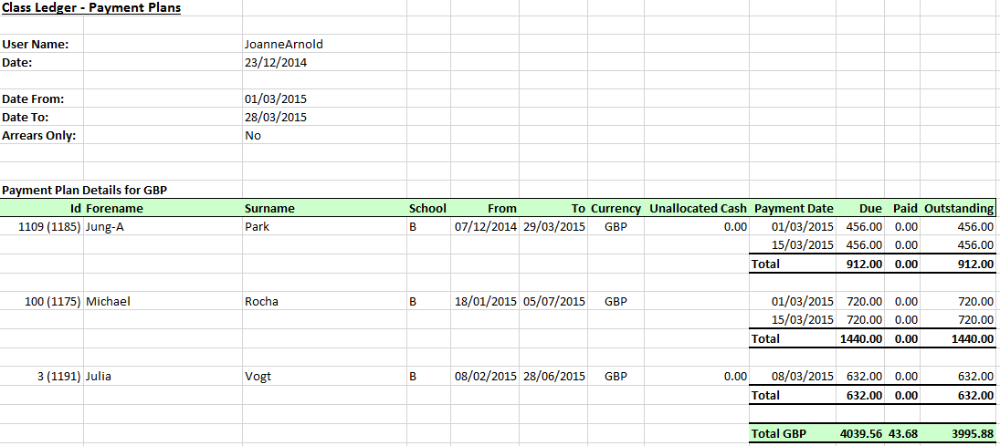 Class Ledger - Payment Plans
User Name: JoanneArnold
Date: 23/12/2014
Date From: 01/03/2015
Date To: 28/03/2015
Arrears Only: No
Payment Plan Details for GBP
Id Forename Surname School From To Currency Unallocated Cash Payment Date Due Paid Outstanding
1109 (1185) Jung-A Park B 07/12/2014 29/03/2015 GBP 0.00 01/03/2015 456.00 0.00 456.00
15/03/2015 456.00 0.00 456.00
Total 912.00 0.00 912.00
100 (1175) Michael Rocha B 18/01/2015 05/07/2015 GBP 01/03/2015 720.00 0.00 720.00
15/03/2015 720.00 0.00 720.00
Total 1440.00 0.00 1440.00
3 (1191) Julia Vogt B 08/02/2015 28/06/2015 GBP 0.00 08/03/2015 632.00 0.00 632.00
Total 632.00 0.00 632.00
Total GBP 4039.56 43.68 3995.88